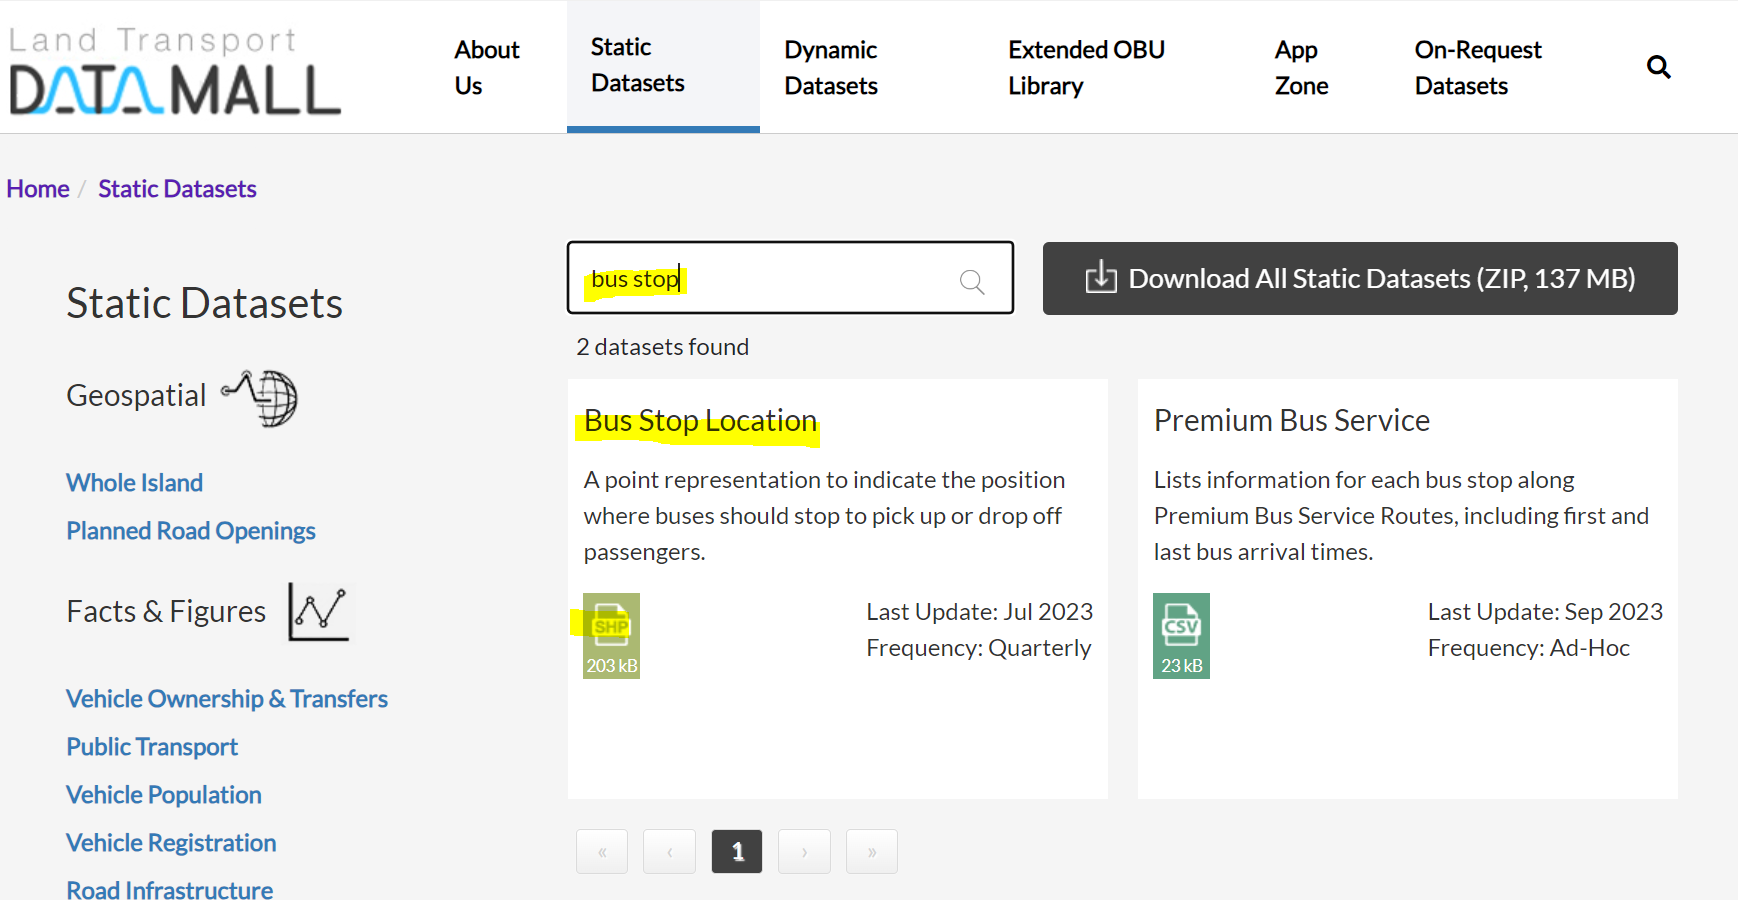 Land Transport
DATAMALL
About
Us
Static
Datasets
Dynamic
Datasets
Extended OBU
Library
App
Zone
On-Request
Datasets
Home / Static Datasets
Static Datasets
Geospatial
Whole Island
Planned Road Openings
Facts & Figures
Vehicle Ownership & Transfers
Public Transport
Vehicle Population
Vehicle Registration
Road Infrastructure
bus stop
Download All Static Datasets (ZIP, 137 MB)
2 datasets found
Bus Stop Location
A point representation to indicate the position
where buses should stop to pick up or drop off
passengers.
SHP
203 kB
Last Update: Jul 2023
Frequency: Quarterly
Premium Bus Service
Lists information for each bus stop along
Premium Bus Service Routes, including first and
last bus arrival times.
CSV
23 kB
Last Update: Sep 2023
Frequency: Ad-Hoc
« ‹ 1 › »